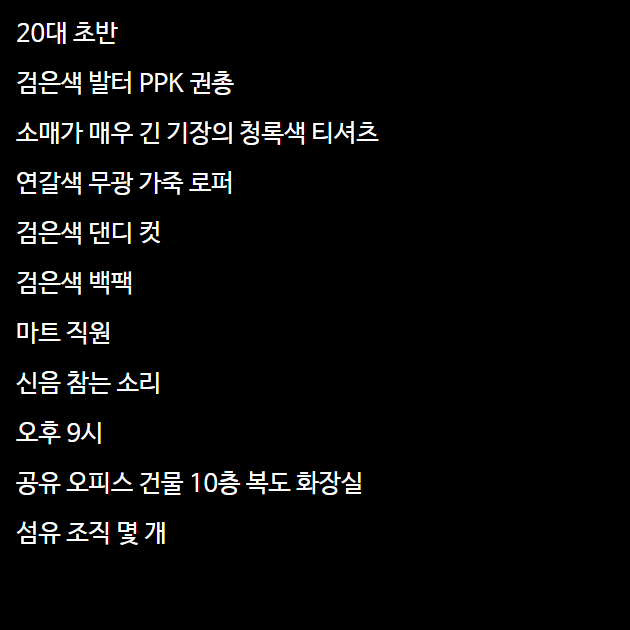 20대 초반
검은색 발터 PPK 권총
소매가 매우 긴 기장의 청록색 티셔츠
연갈색 무광 가죽 로퍼
검은색 댄디 컷
검은색 백팩
마트 직원
신음 참는 소리
오후 9시
공유 오피스 건물 10층 복도 화장실
섬유 조직 몇 개